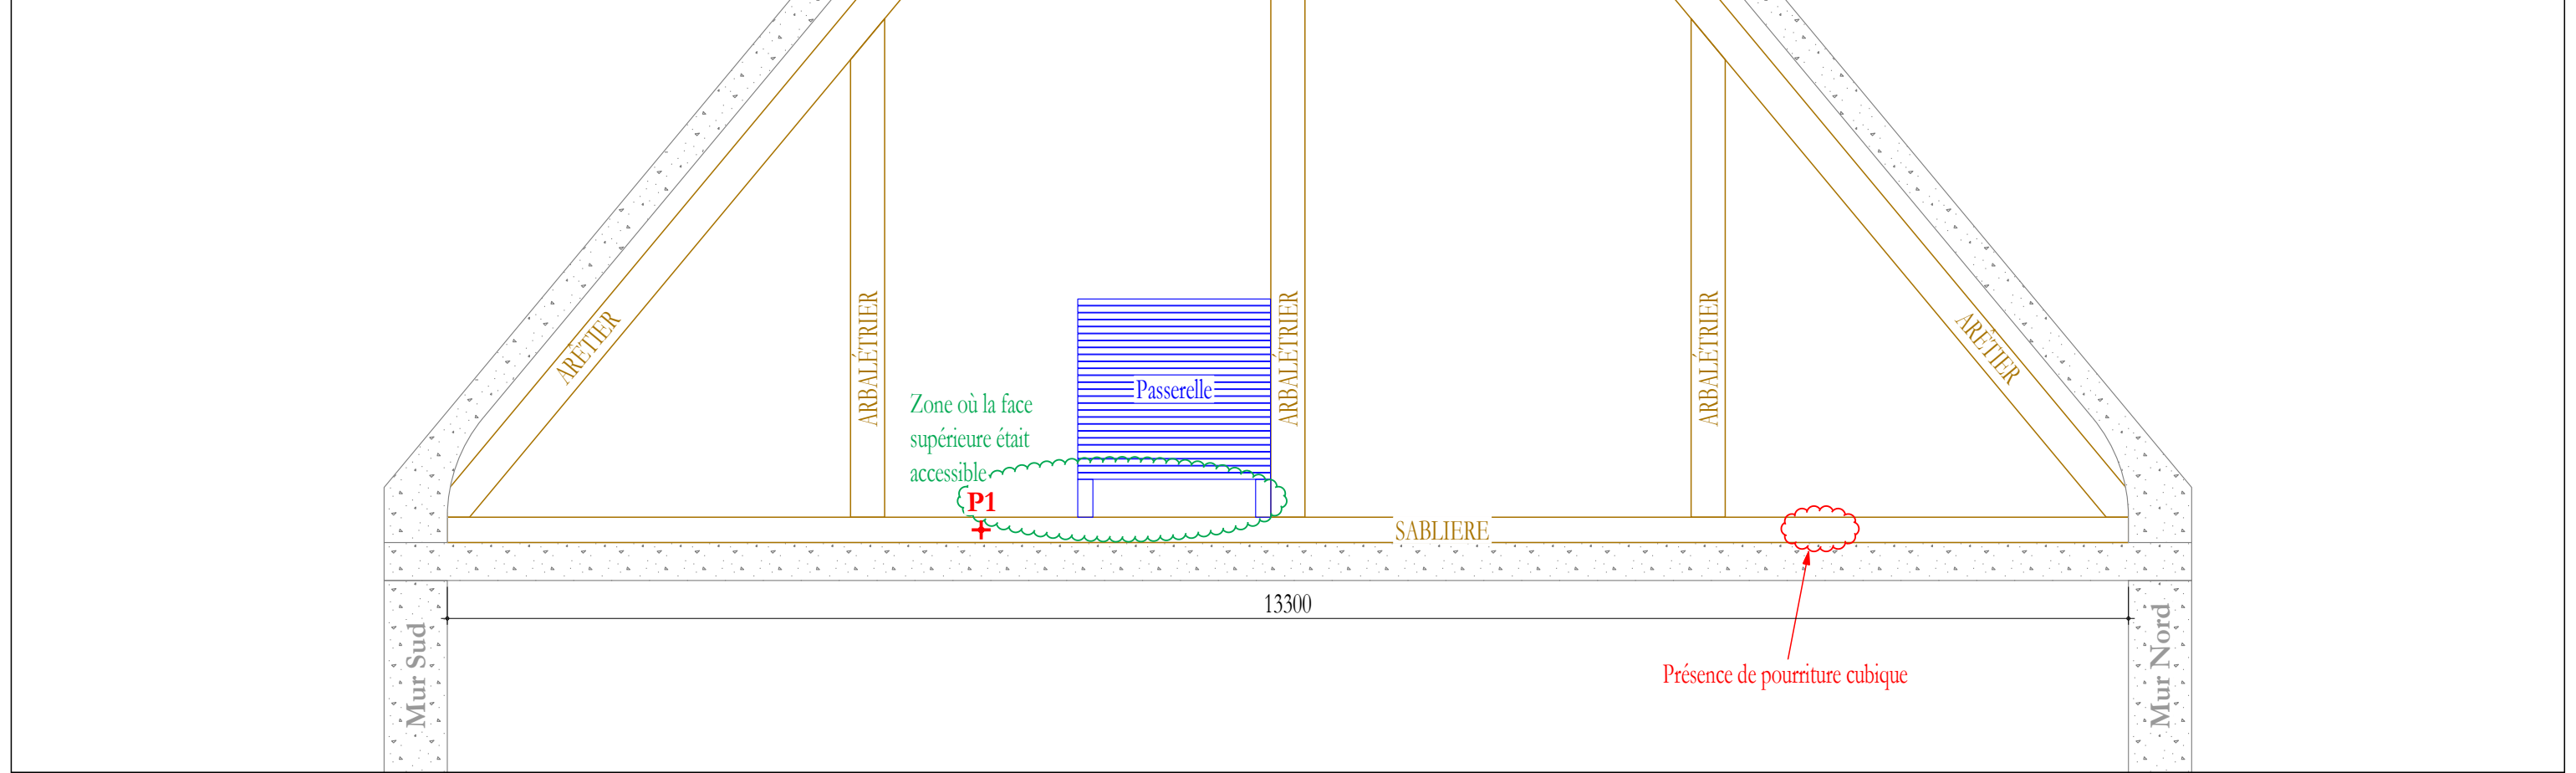 ARÊTIER
ARBALÉTRIER
Zone où la face
supérieure était
accessible
P1
Passerelle
ARBALÉTRIER
SABLIERE
ARBALÉTRIER
ARÊTIER
13300
Présence de pourriture cubique
Mur Sud
Mur Nord